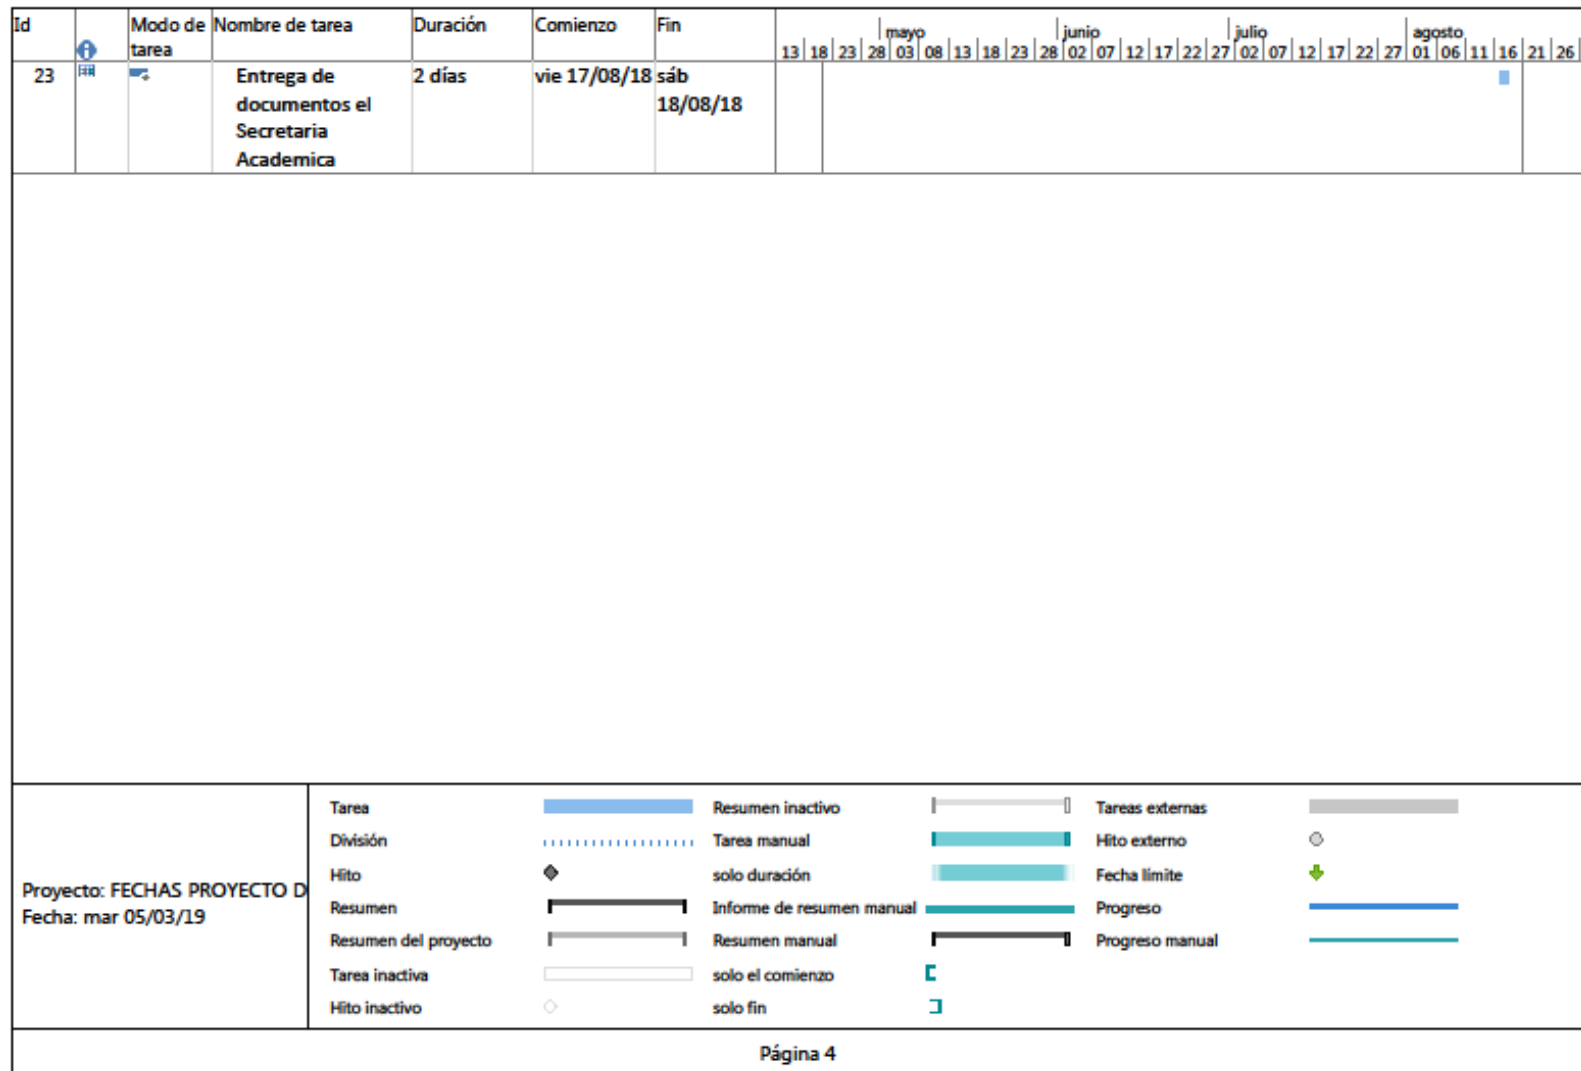 Id Modo de tarea Nombre de tarea Duración Comienzo Fin
mayo junio julio agosto
13 18 23 28 03 08 13 18 23 28 02 07 12 17 22 27 02 07 12 17 22 27 01 06 11 16 21 26
23 Entrega de 2 días vie 17/08/18 sáb
documentos el 18/08/18
Secretaria
Academica
Proyecto: FECHAS PROYECTO D
Fecha: mar 05/03/19
Tarea Resumen inactivo Tareas externas
División Tarea manual Hito externo
Hito solo duración Fecha límite
Resumen Informe de resumen manual Progreso
Resumen del proyecto Resumen manual Progreso manual
Tarea inactiva solo el comienzo
Hito inactivo solo fin
Página 4